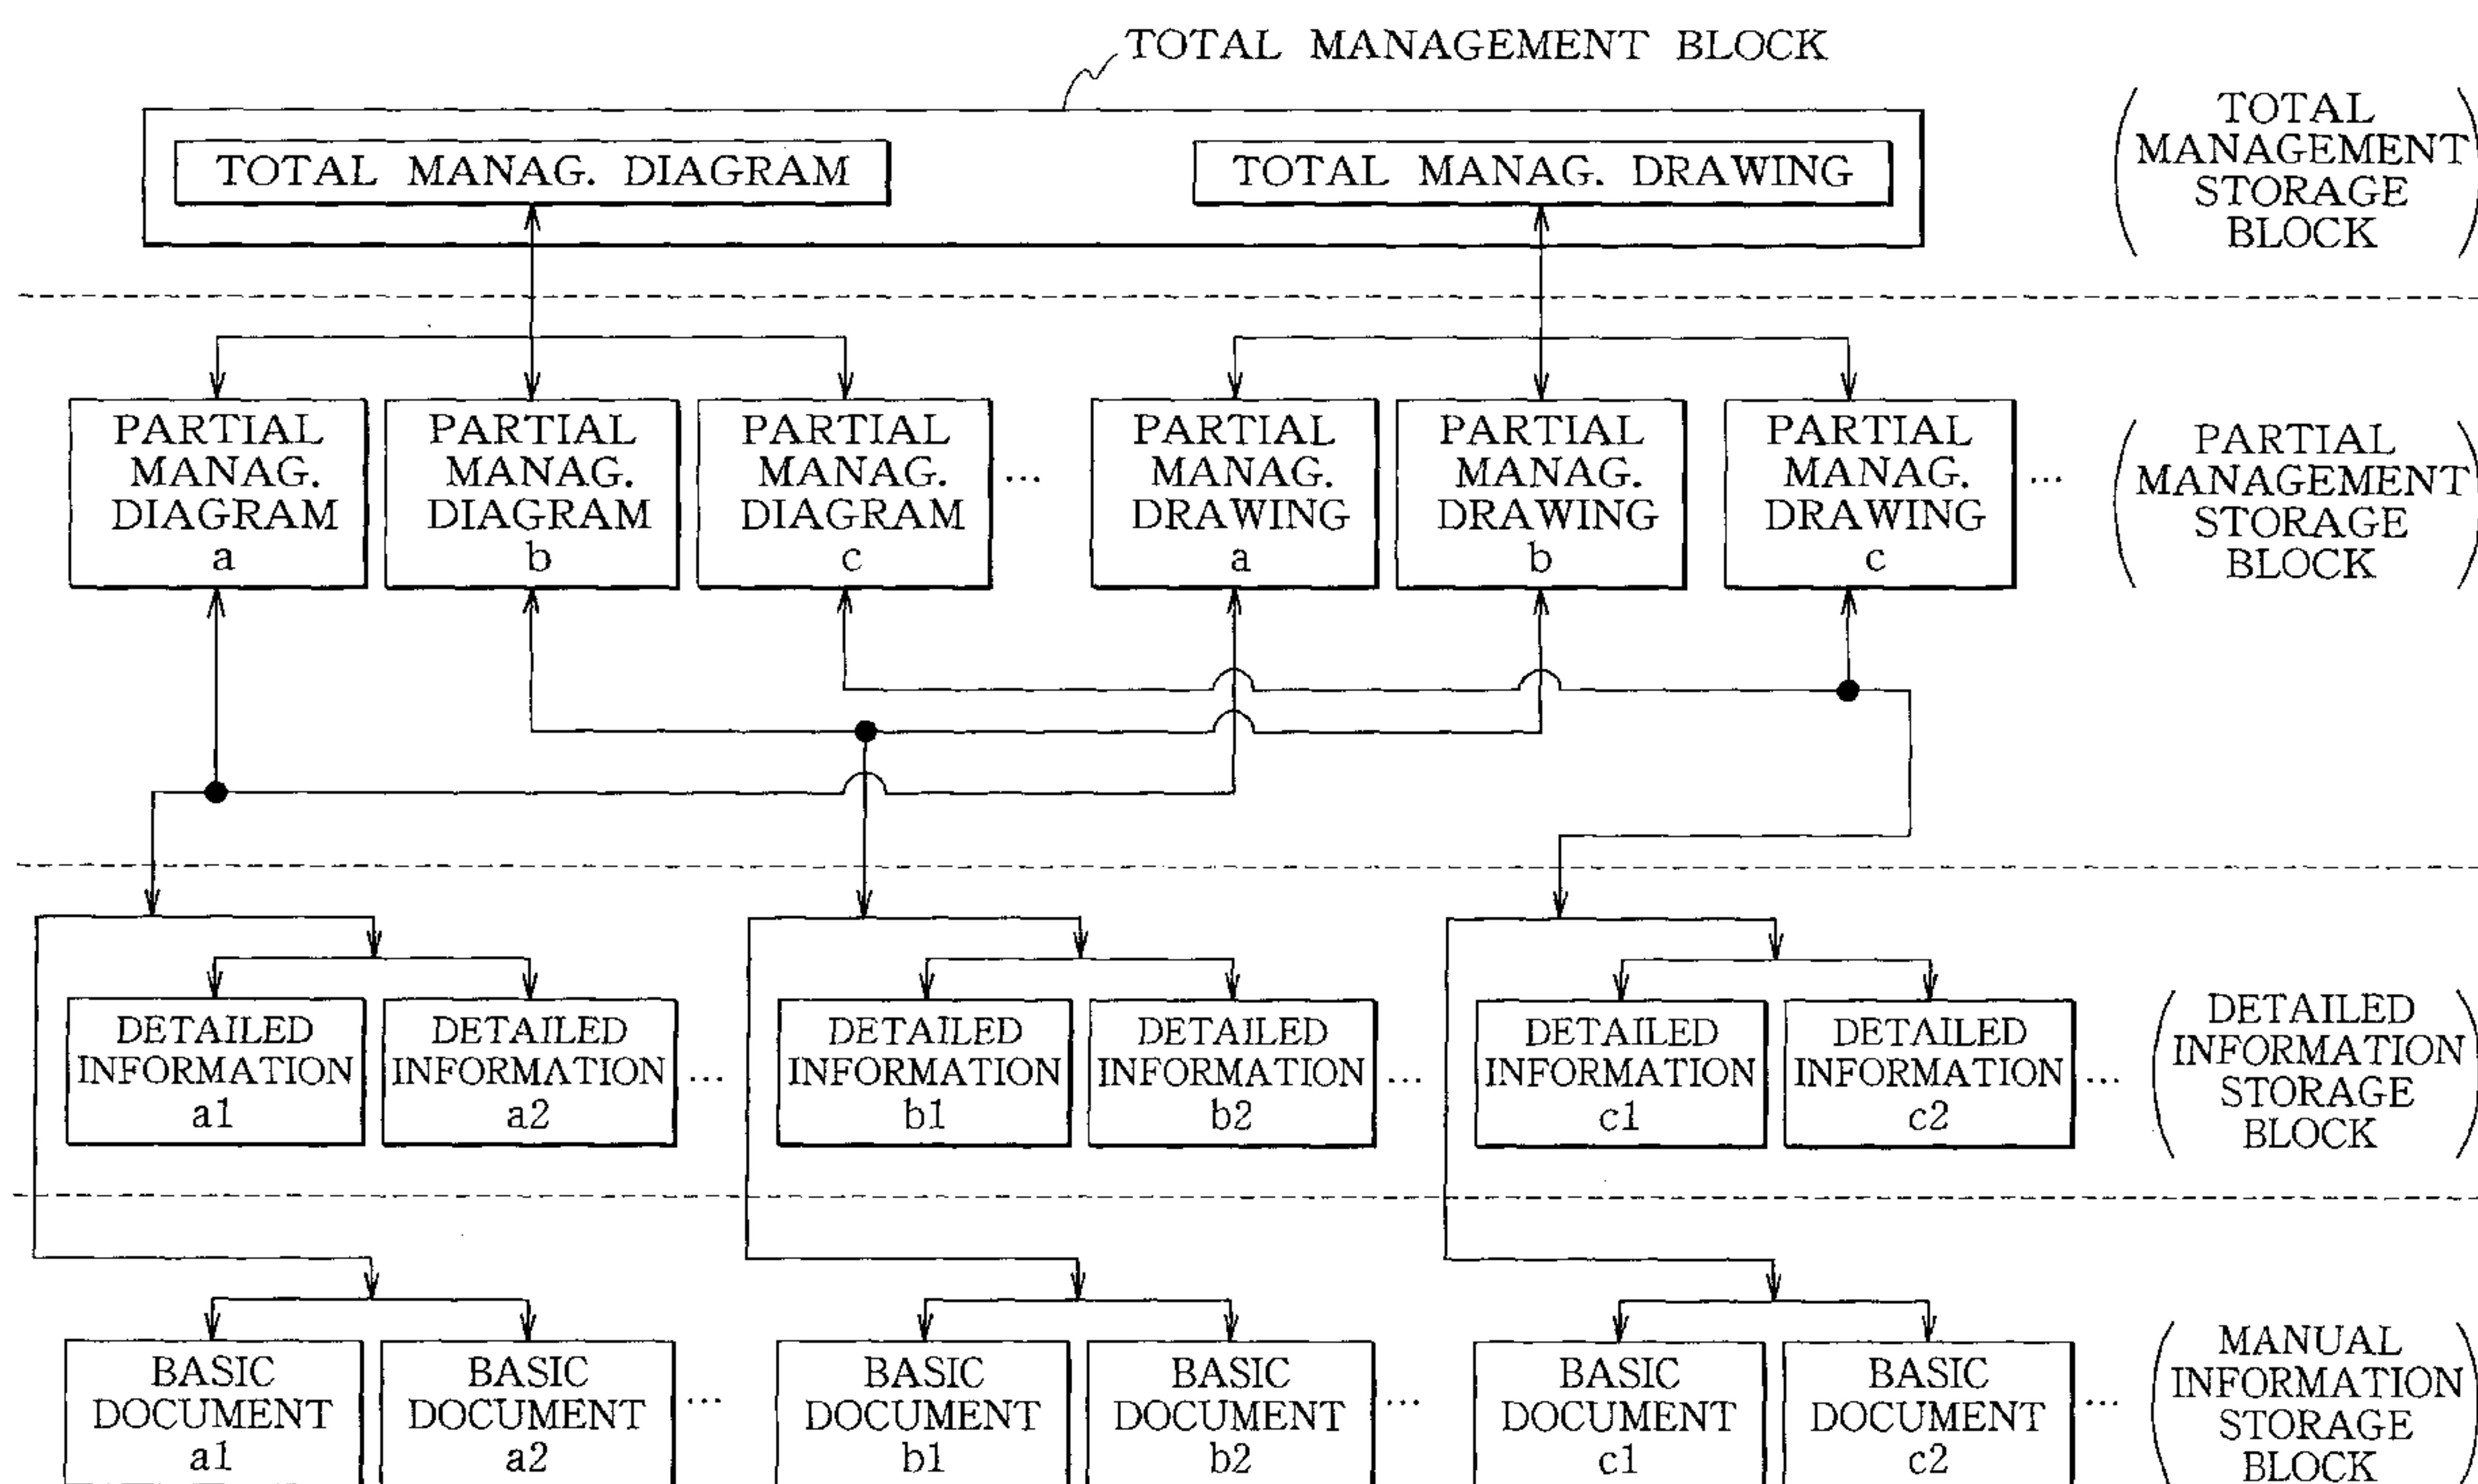 TOTAL MANAGEMENT BLOCK
TOTAL MANAG. DIAGRAM
TOTAL MANAG. DRAWING
TOTAL
MANAGEMENT
STORAGE
BLOCK
PARTIAL
MANAG.
DIAGRAM
a
PARTIAL
MANAG.
DIAGRAM
b
PARTIAL
MANAG.
DIAGRAM
c
...
PARTIAL
MANAG.
DRAWING
a
PARTIAL
MANAG.
DRAWING
b
PARTIAL
MANAG.
DRAWING
c
...
PARTIAL
MANAGEMENT
STORAGE
BLOCK
DETAILED
INFORMATION
a1
DETAILED
INFORMATION
a2
...
DETAILED
INFORMATION
b1
DETAILED
INFORMATION
b2
...
DETAILED
INFORMATION
c1
DETAILED
INFORMATION
c2
...
DETAILED
INFORMATION
STORAGE
BLOCK
BASIC
DOCUMENT
a1
BASIC
DOCUMENT
a2
...
BASIC
DOCUMENT
b1
BASIC
DOCUMENT
b2
...
BASIC
DOCUMENT
c1
BASIC
DOCUMENT
c2
...
MANUAL
INFORMATION
STORAGE
BLOCK